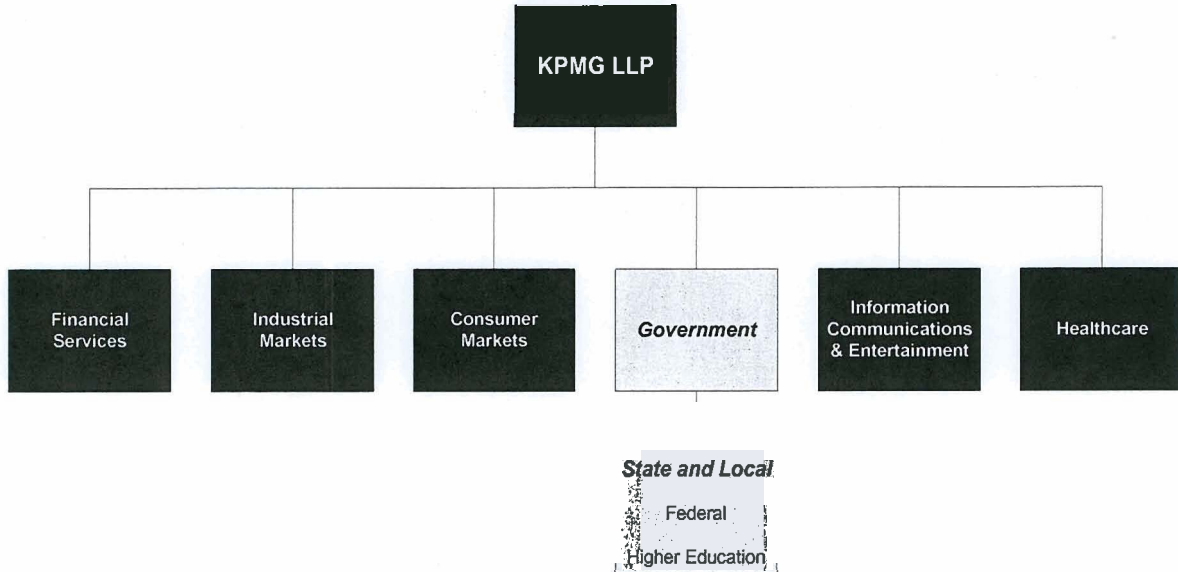 KPMG LLP
Financial
Services
Industrial
Markets
Consumer
Markets
Government
Information
Communications
& Entertainment
Healthcare
State and Local
Federal
Higher Education